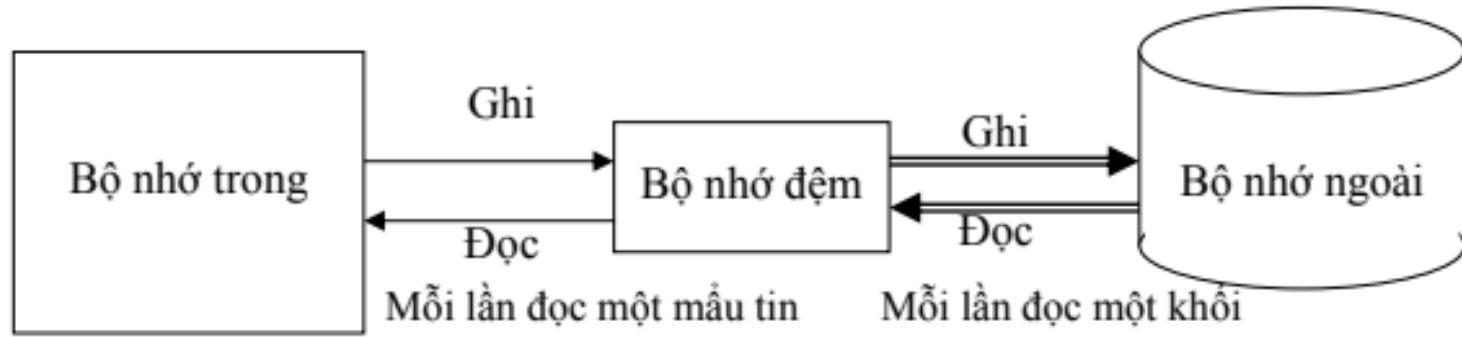 Ghi
Ghi
Bộ nhớ trong
Bộ nhớ đệm
Bộ nhớ ngoài
Đọc
Đọc
Mỗi lần đọc một mẩu tin
Mỗi lần đọc một khối